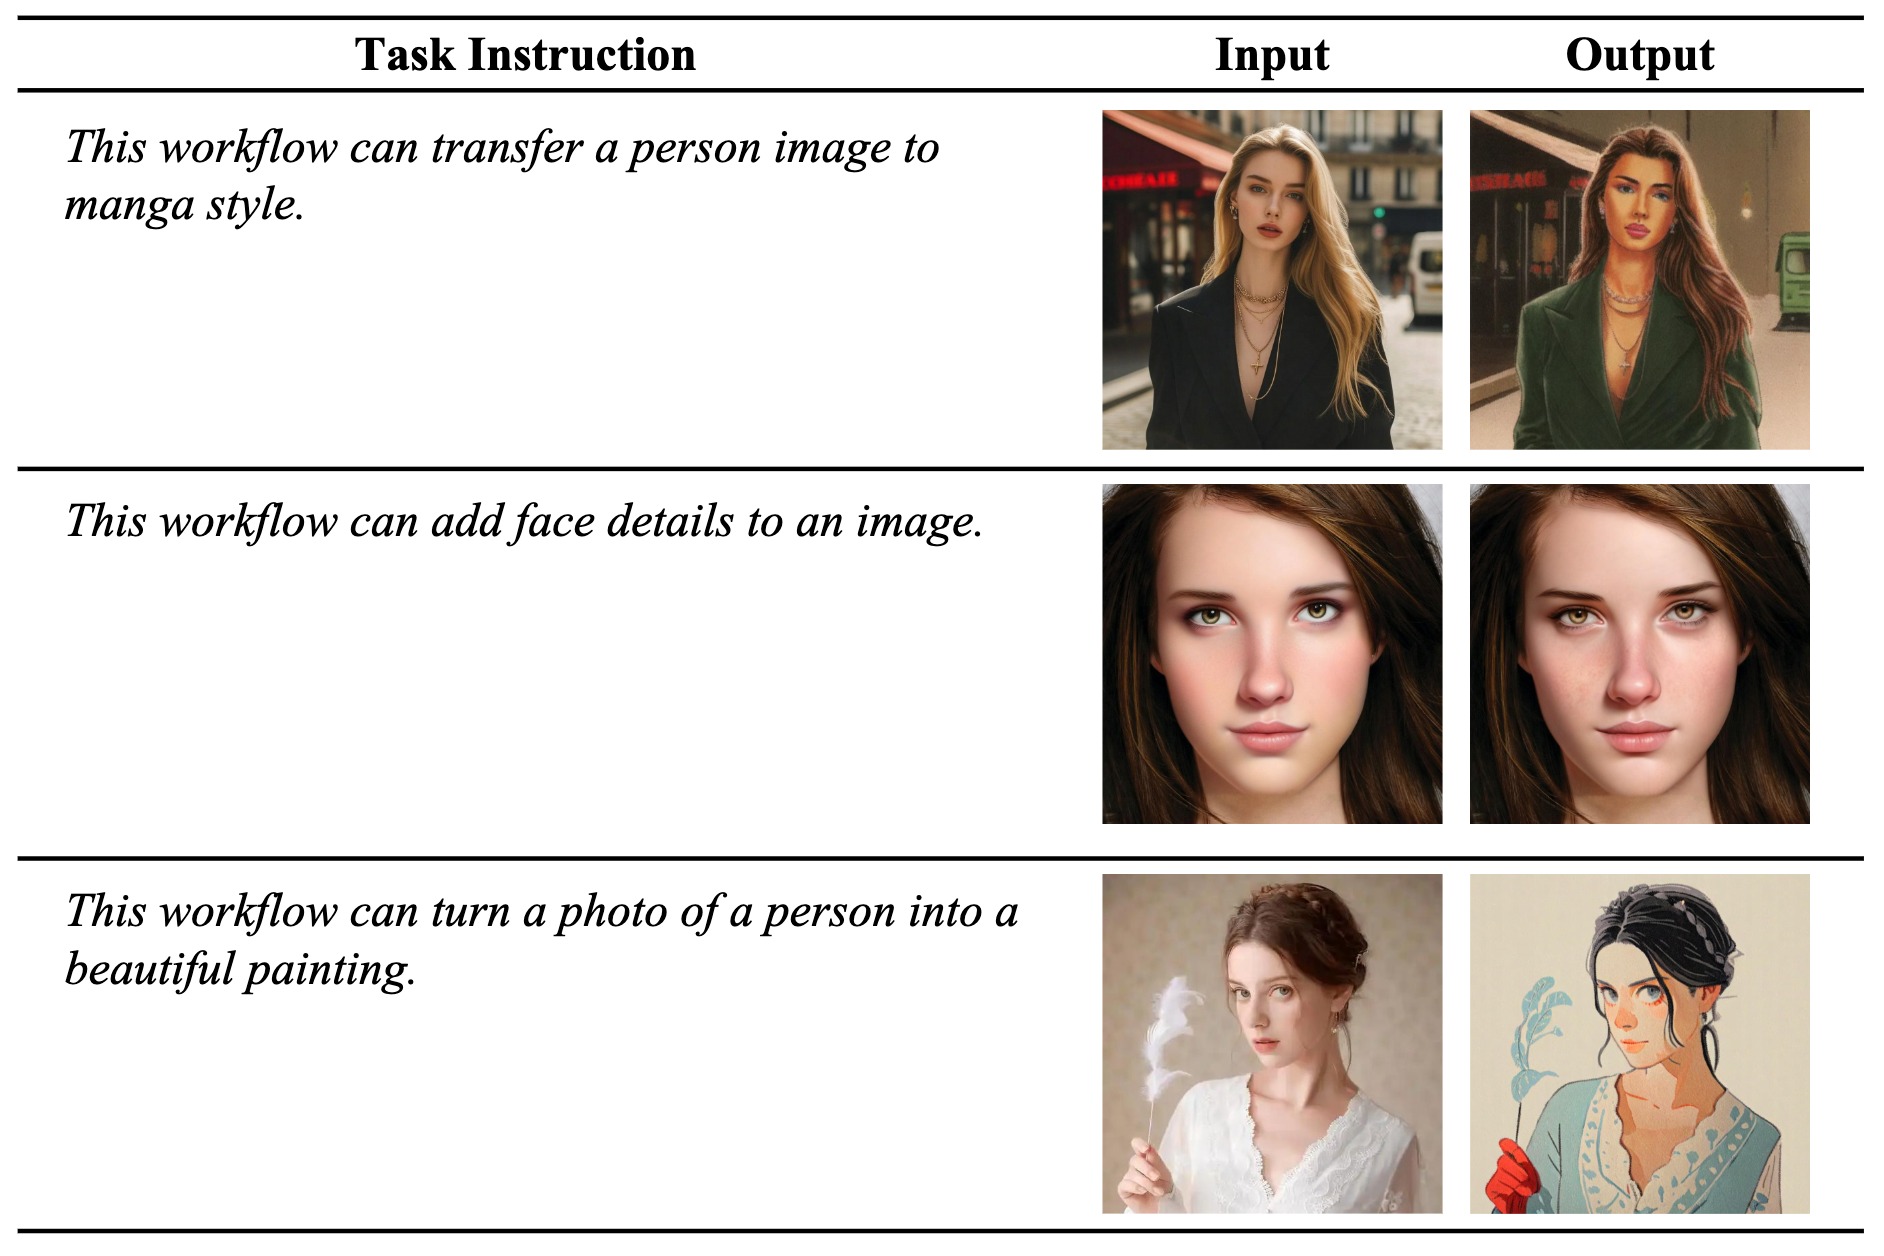 Task Instruction Input Output
This workflow can transfer a person image to
manga style.
This workflow can add face details to an image.
This workflow can turn a photo of a person into a
beautiful painting.